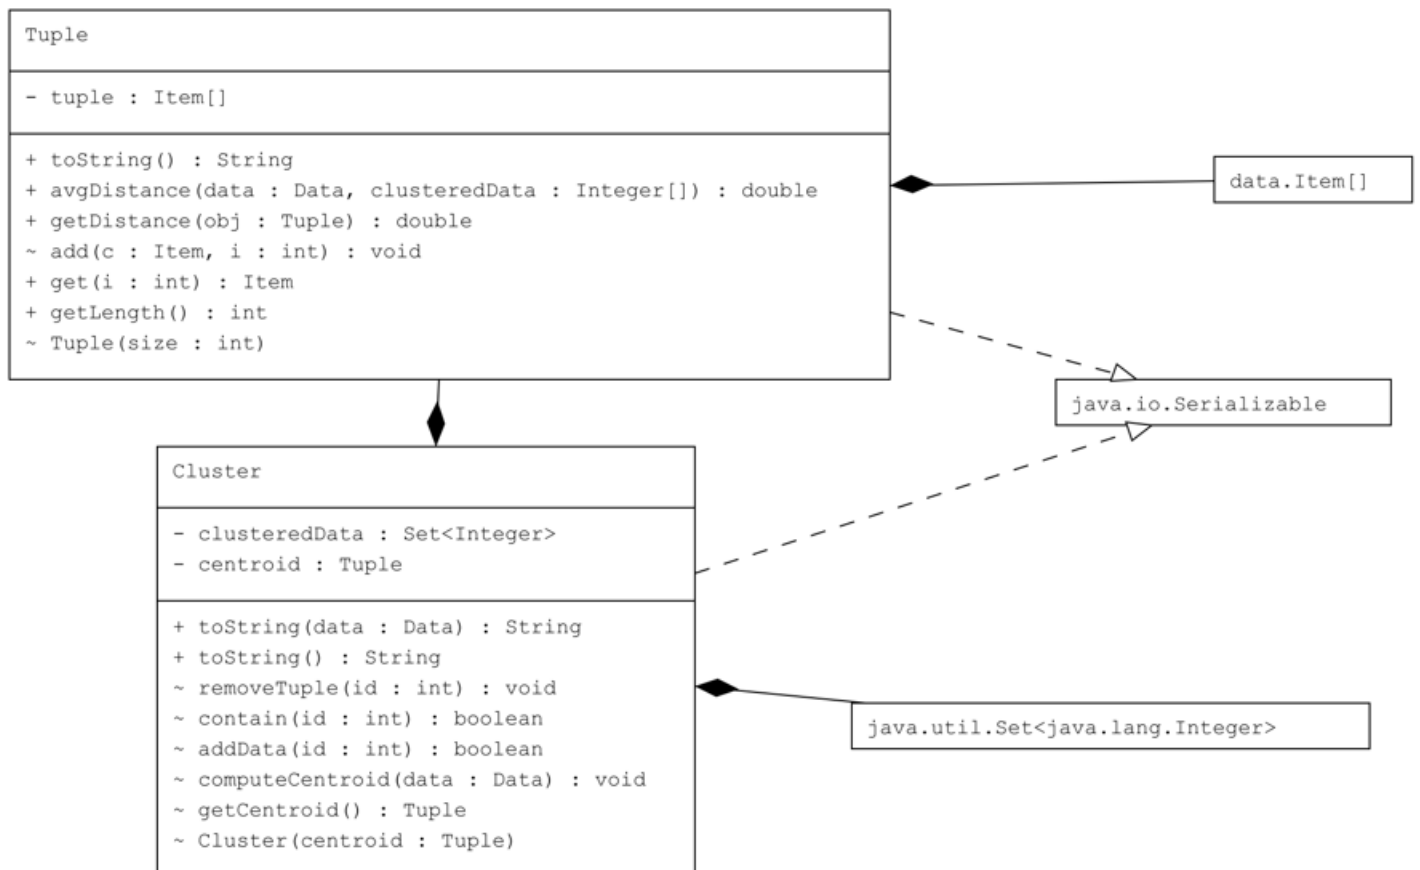 Tuple
- tuple : Item[]
+ toString() : String
+ avgDistance(data : Data, clusteredData : Integer[]) : double
+ getDistance(obj : Tuple) : double
~ add(c : Item, i : int) : void
+ get(i : int) : Item
+ getLength() : int
~ Tuple(size : int)
data.Item[]
java.io.Serializable
Cluster
- clusteredData : Set<Integer>
- centroid : Tuple
+ toString(data : Data) : String
+ toString() : String
~ removeTuple(id : int) : void
~ contain(id : int) : boolean
~ addData(id : int) : boolean
~ computeCentroid(data : Data) : void
~ getCentroid() : Tuple
~ Cluster(centroid : Tuple)
java.util.Set<java.lang.Integer>